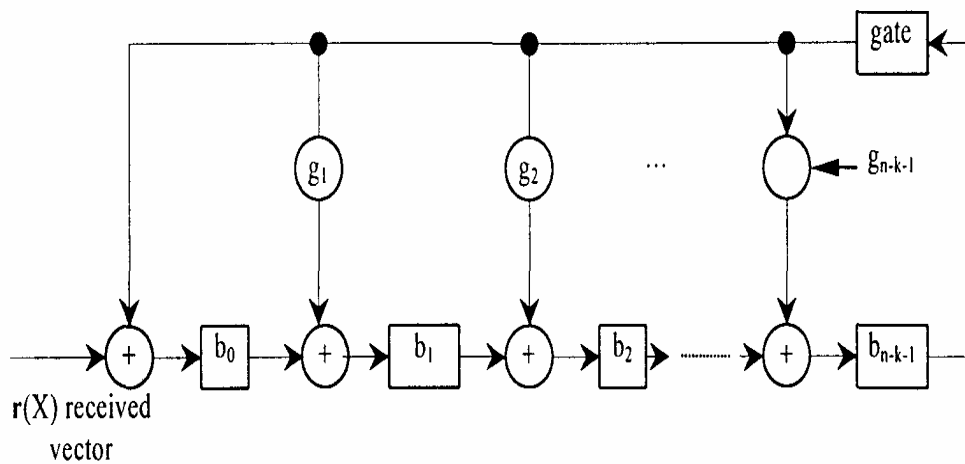 gate
g₁
g₂
...
gₙ₋ₖ₋₁
+
b₀
+
b₁
+
b₂
+
bₙ₋ₖ₋₁
r(X) received
vector